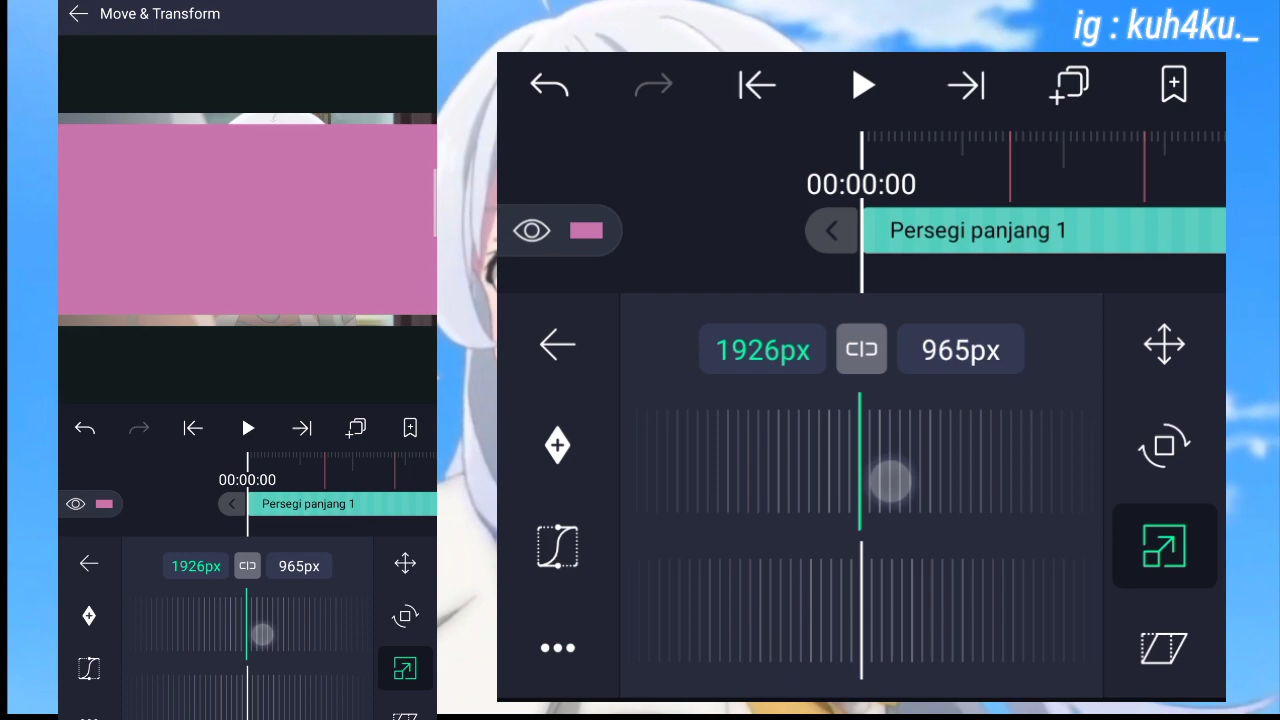 Move & Transform
ig : kuh4ku._
00:00:00
Persegi panjang 1
1926px
965px
00:00:00
Persegi panjang 1
1926px
965px